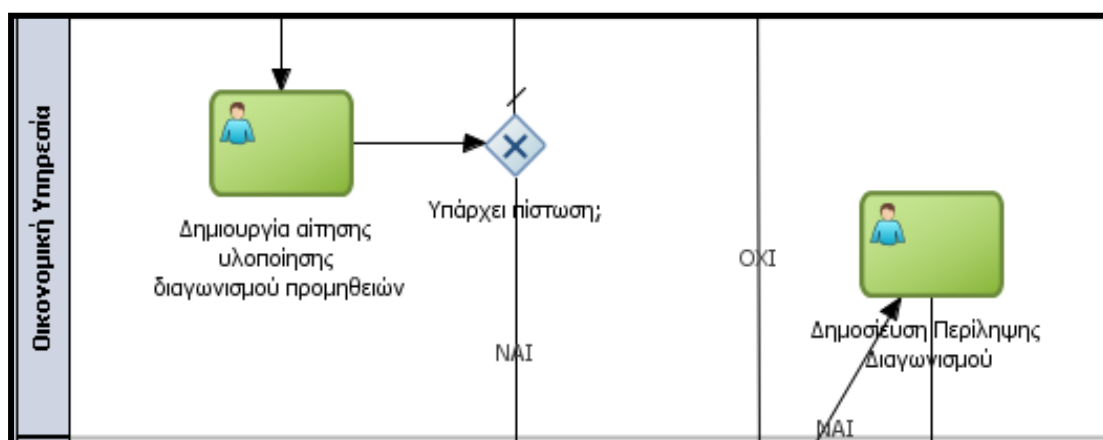 Οικονομική Υπηρεσία
Δημιουργία αίτησης
υλοποίησης
διαγωνισμού προμηθειών
Υπάρχει πίστωση;
ΝΑΙ
ΟΧΙ
Δημοσίευση Περίληψης
Διαγωνισμού
ΝΑΙ